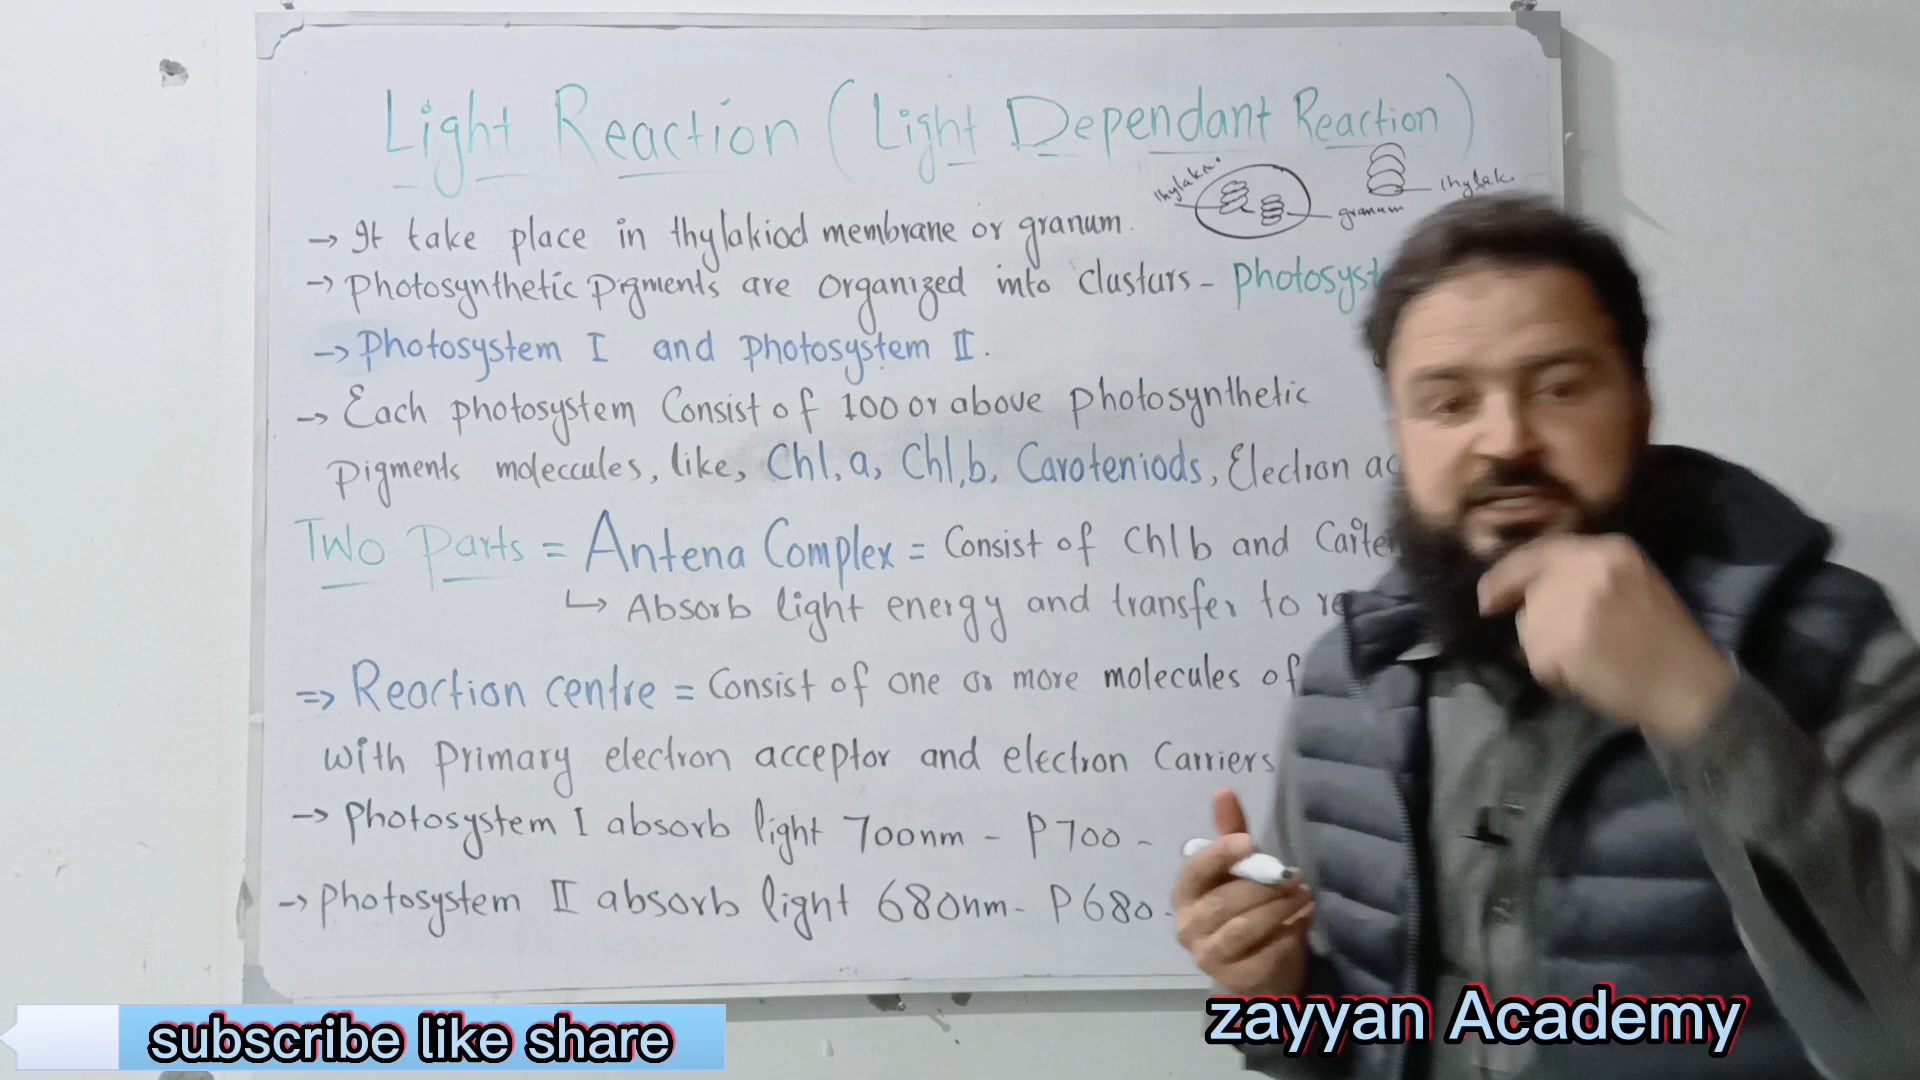 Light Reaction (Light Dependant Reaction)
→ It take place in thylakiod membrane or granum.
granum
→ Photosynthetic pigments are organized into clusturs - photosyst
→ Photosystem I and photosystem II.
→ Each photosystem Consist of 100 or above photosynthetic
Pigments molecules, like, Chl,a, Chl,b, Caroteniods, Electron ac
Two Parts = Antena Complex = Consist of Chl b and
↳ Absorb light energy and transfer to re
⇒ Reaction centre = Consist of one or more molecules of
with primary electron acceptor and electron Carriers
→ Photosystem I absorb light 700nm - P700 -
→ Photosystem II absorb light 680nm - P680 -
subscribe like share
zayyan Academy